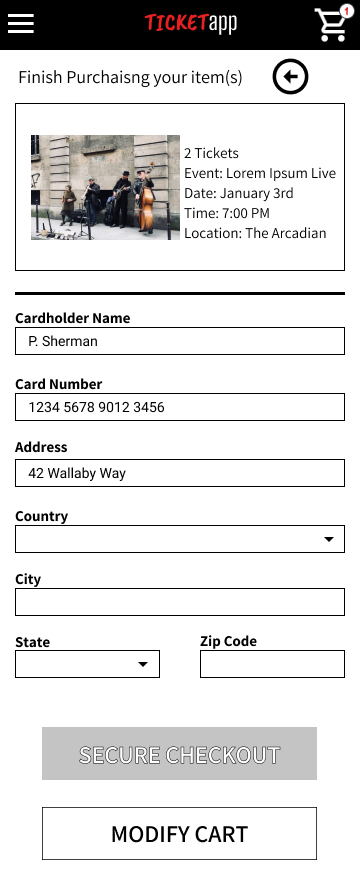 TICKETapp
1
Finish Purchaisng your item(s)
2 Tickets
Event: Lorem Ipsum Live
Date: January 3rd
Time: 7:00 PM
Location: The Arcadian
Cardholder Name
P. Sherman
Card Number
1234 5678 9012 3456
Address
42 Wallaby Way
Country
City
State
Zip Code
SECURE CHECKOUT
MODIFY CART